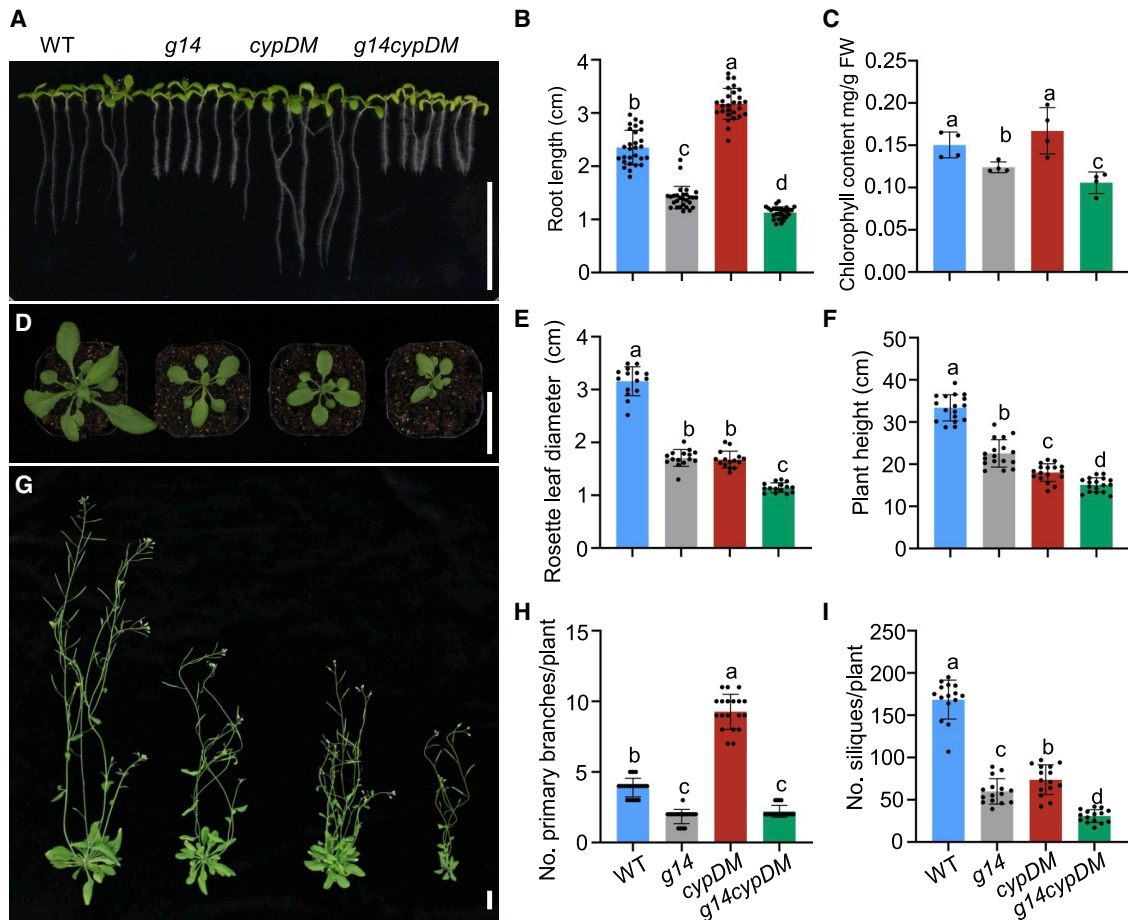 A
WT g14 cypDM g14cypDM
B
Root length (cm)
4
3
2
1
0
b
c
a
d
C
Chlorophyll content mg/g FW
0.25
0.20
0.15
0.10
0.05
0.00
a
b
a
c
D
E
Rosette leaf diameter (cm)
4
3
2
1
0
a
b
b
c
F
Plant height (cm)
50
40
30
20
10
0
a
b
c
d
G
H
No. primary branches/plant
15
10
5
0
b
c
a
c
WT
g14
cypDM
g14cypDM
I
No. siliques/plant
250
200
150
100
50
0
a
c
b
d
WT
g14
cypDM
g14cypDM